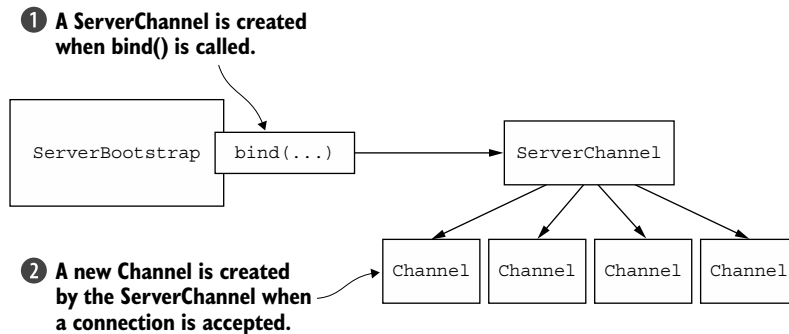 1 A ServerChannel is created
when bind() is called.
ServerBootstrap
bind(...)
ServerChannel
Channel
Channel
Channel
Channel
2 A new Channel is created
by the ServerChannel when
a connection is accepted.